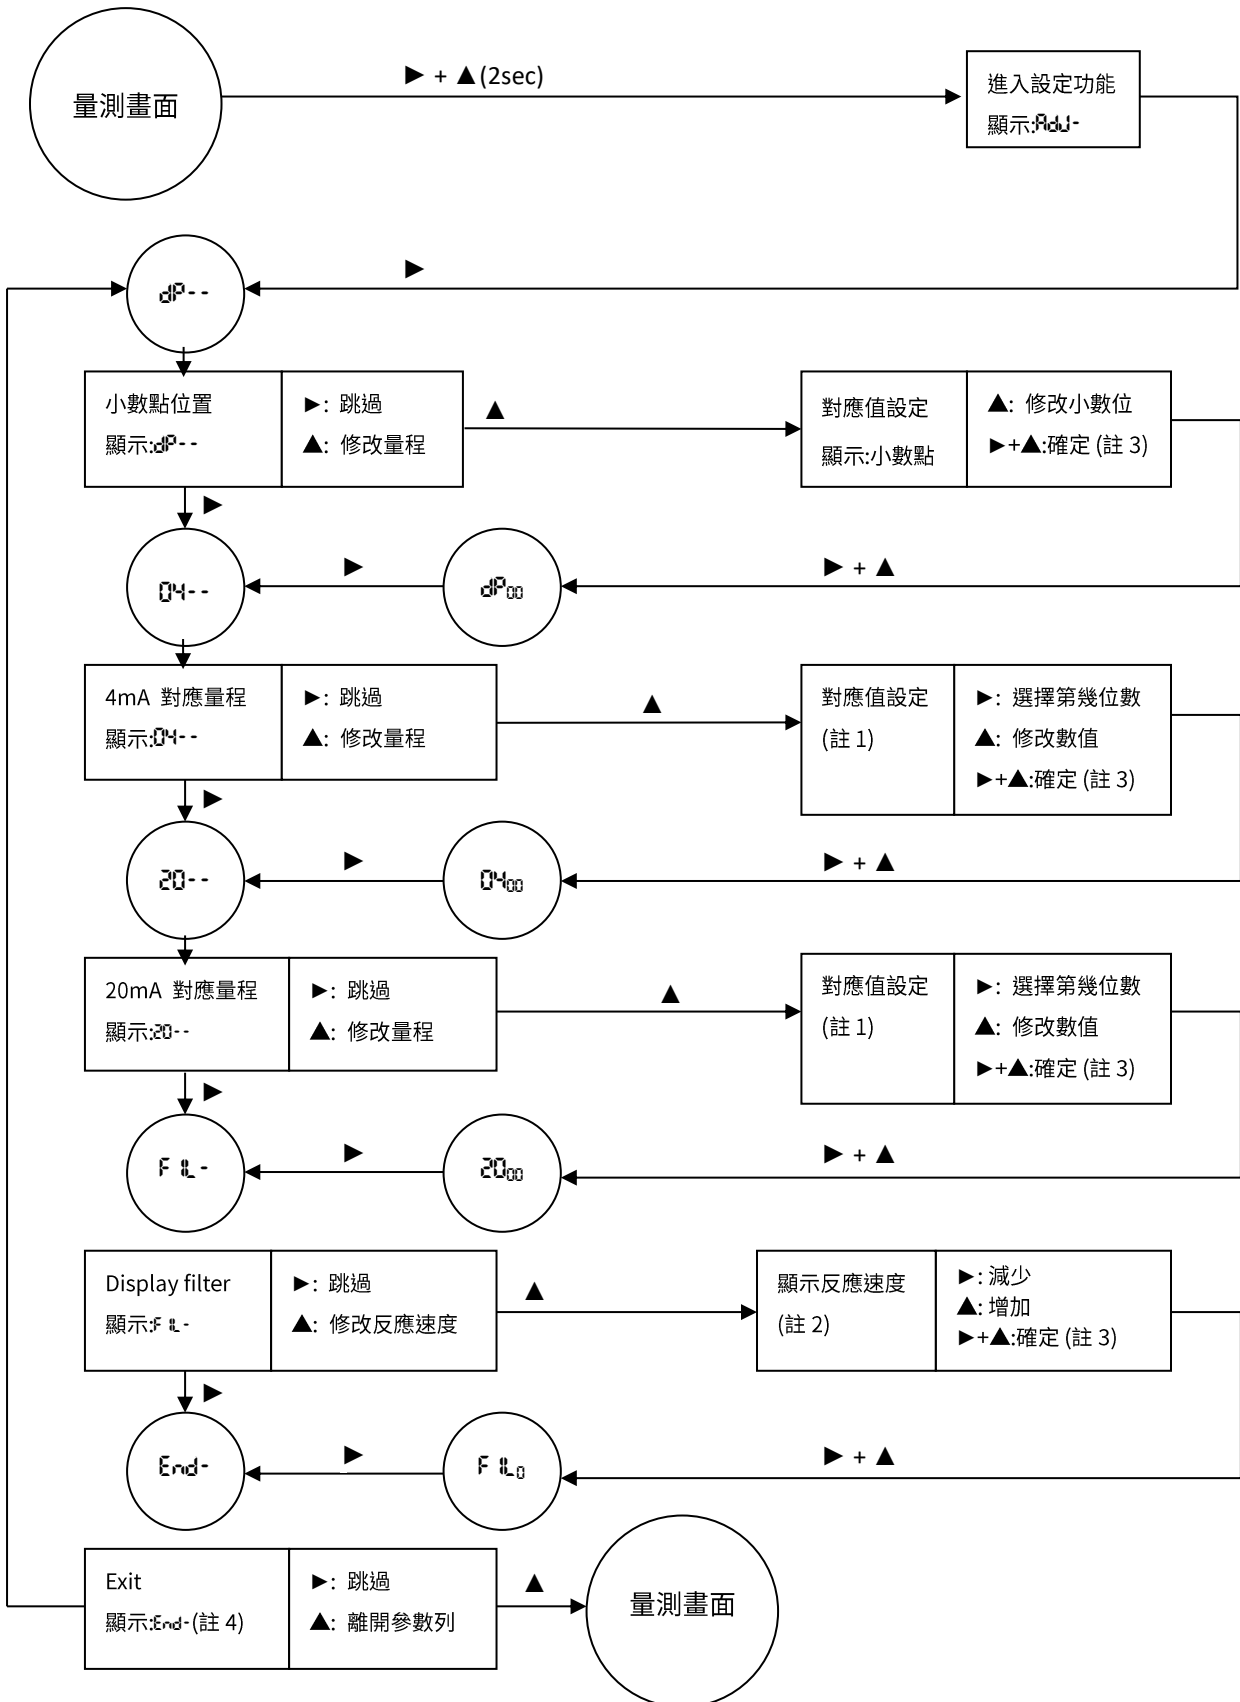 量測畫面
► + ▲(2sec)
進入設定功能
顯示:AdJ-
►
dP--
小數點位置
顯示:dP--
►: 跳過
▲: 修改量程
▲
對應值設定
顯示:小數點
▲: 修改小數位
►+▲:確定 (註 3)
►
04--
►
dP00
► + ▲
4mA 對應量程
顯示:04--
►: 跳過
▲: 修改量程
▲
對應值設定
(註 1)
►: 選擇第幾位數
▲: 修改數值
►+▲:確定 (註 3)
►
20--
►
0400
► + ▲
20mA 對應量程
顯示:20--
►: 跳過
▲: 修改量程
▲
對應值設定
(註 1)
►: 選擇第幾位數
▲: 修改數值
►+▲:確定 (註 3)
►
FIL-
►
2000
► + ▲
Display filter
顯示:FIL-
►: 跳過
▲: 修改反應速度
▲
顯示反應速度
(註 2)
►: 減少
▲: 增加
►+▲:確定 (註 3)
►
End-
►
FIL0
► + ▲
Exit
顯示:End-(註 4)
►: 跳過
▲: 離開參數列
▲
量測畫面